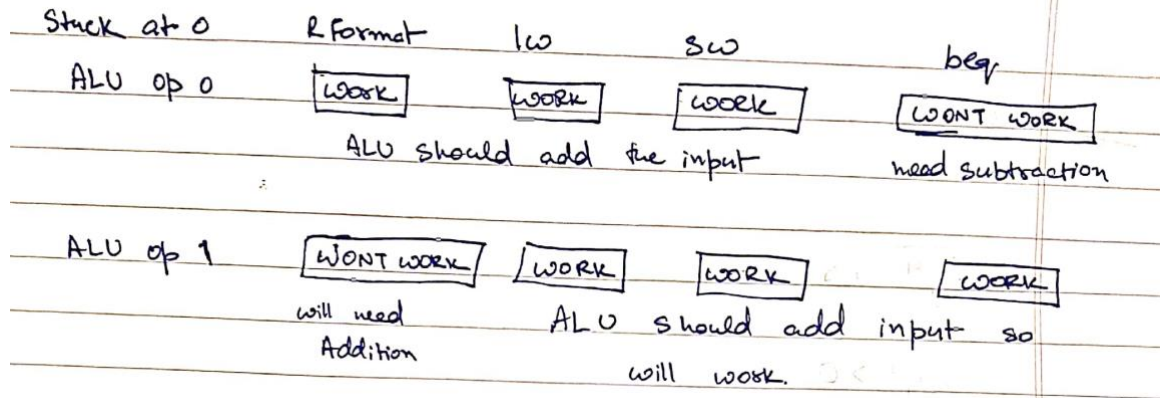 Stuck at 0 R Format lw sw beq
ALU op 0 WORK WORK WORK WONT WORK
ALU should add the input need subtraction
ALU op 1 WONT WORK WORK WORK WORK
will need ALU should add input so
Addition will work.